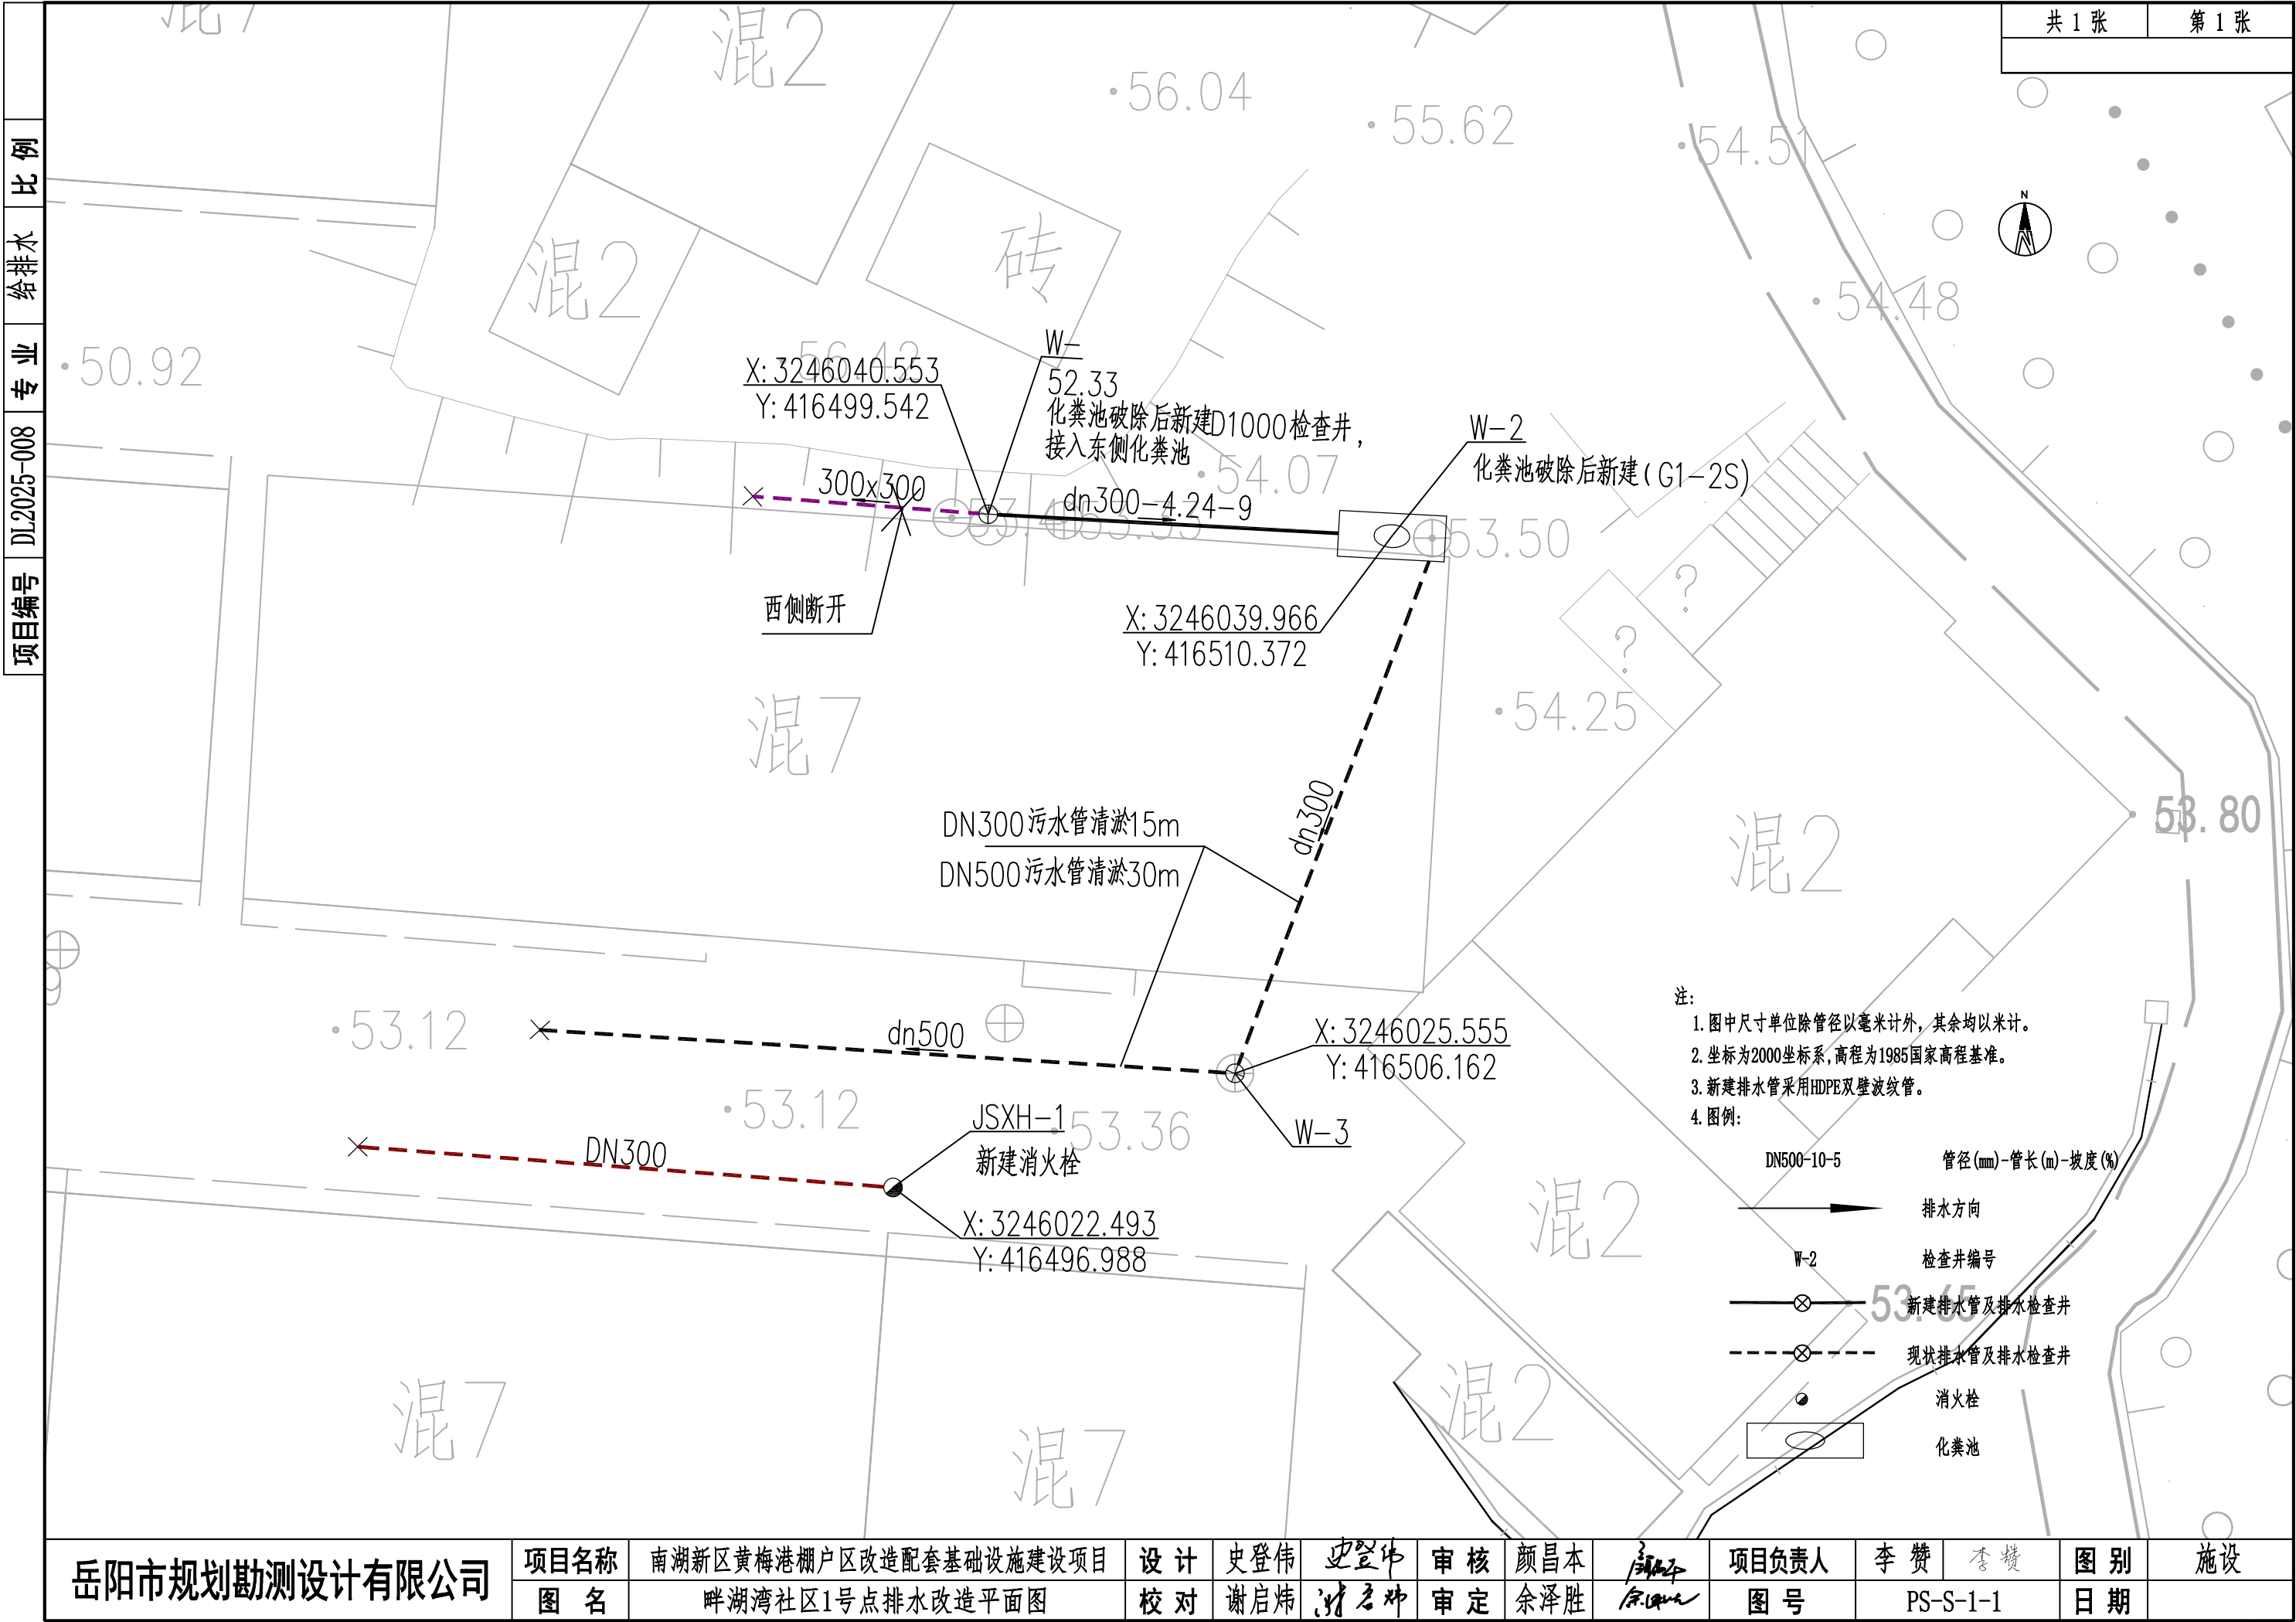 共 1 张 第 1 张
比 例
给排水
专 业
DL2025-008
项目编号
混7
混2
56.04
55.62
54.51
N
砖
混2
54.48
50.92
56.42
W-
X: 3246040.553
Y: 416499.542
52.33
化粪池破除后新建D1000检查井,
接入东侧化粪池
W-2
化粪池破除后新建(G1-2S)
54.07
300x300
dn300-4.24-9
53.50
西侧断开
X: 3246039.966
Y: 416510.372
?
?
54.25
混7
DN300污水管清淤15m
DN500污水管清淤30m
dn300
53.80
混2
9
53.12
dn500
X: 3246025.555
Y: 416506.162
53.12
JSXH-1
新建消火栓
53.36
W-3
DN300
X: 3246022.493
Y: 416496.988
混2
混2
混7
混7
注:
1.图中尺寸单位除管径以毫米计外，其余均以米计。
2.坐标为2000坐标系,高程为1985国家高程基准。
3.新建排水管采用HDPE双壁波纹管。
4.图例:
DN500-10-5 管径(mm)-管长(m)-坡度(%)
排水方向
W-2 检查井编号
53.65
新建排水管及排水检查井
现状排水管及排水检查井
消火栓
化粪池
岳阳市规划勘测设计有限公司
项目名称 南湖新区黄梅港棚户区改造配套基础设施建设项目 设 计 史登伟 史登伟 审 核 颜昌本 项目负责人 李 赞 李赞 图 别 施设
图 名 畔湖湾社区1号点排水改造平面图 校 对 谢启炜 谢启炜 审 定 余泽胜 图 号 PS-S-1-1 日 期